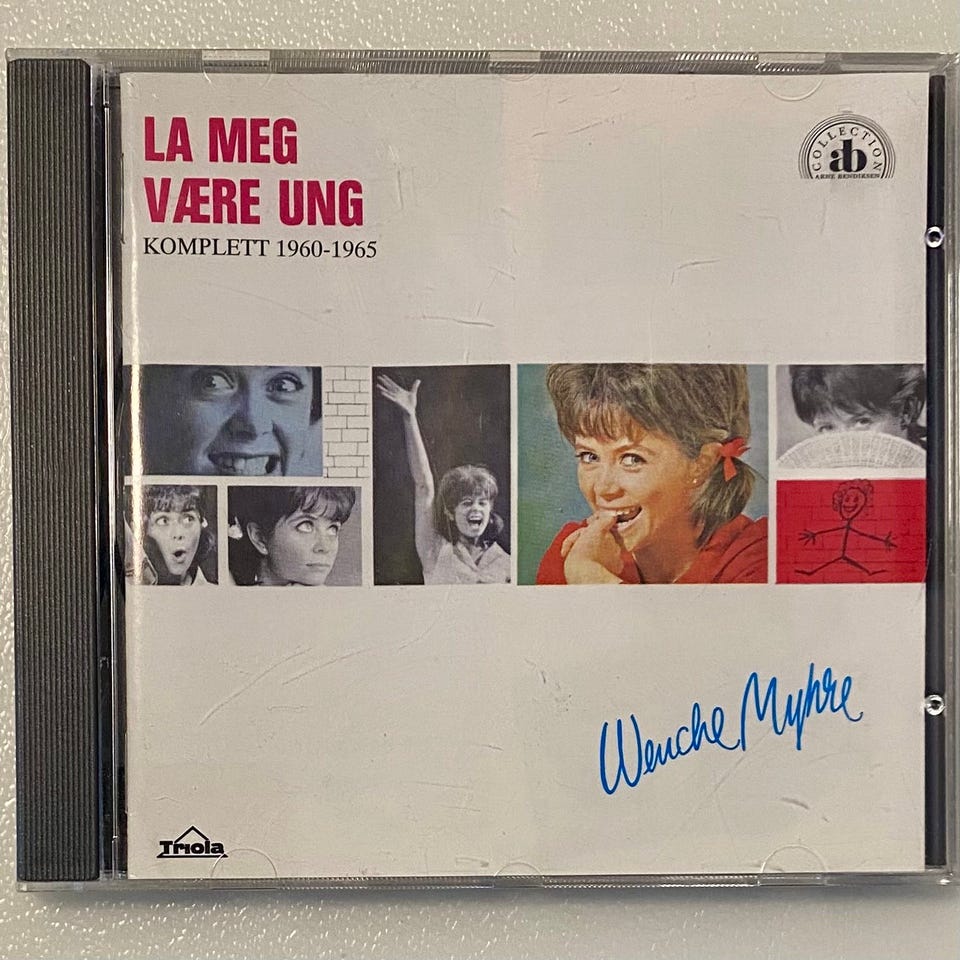 LA MEG
VÆRE UNG
KOMPLETT 1960-1965
COLLECTION
ab
ARNE BENDIKSEN
Wenche Myhre
Triola